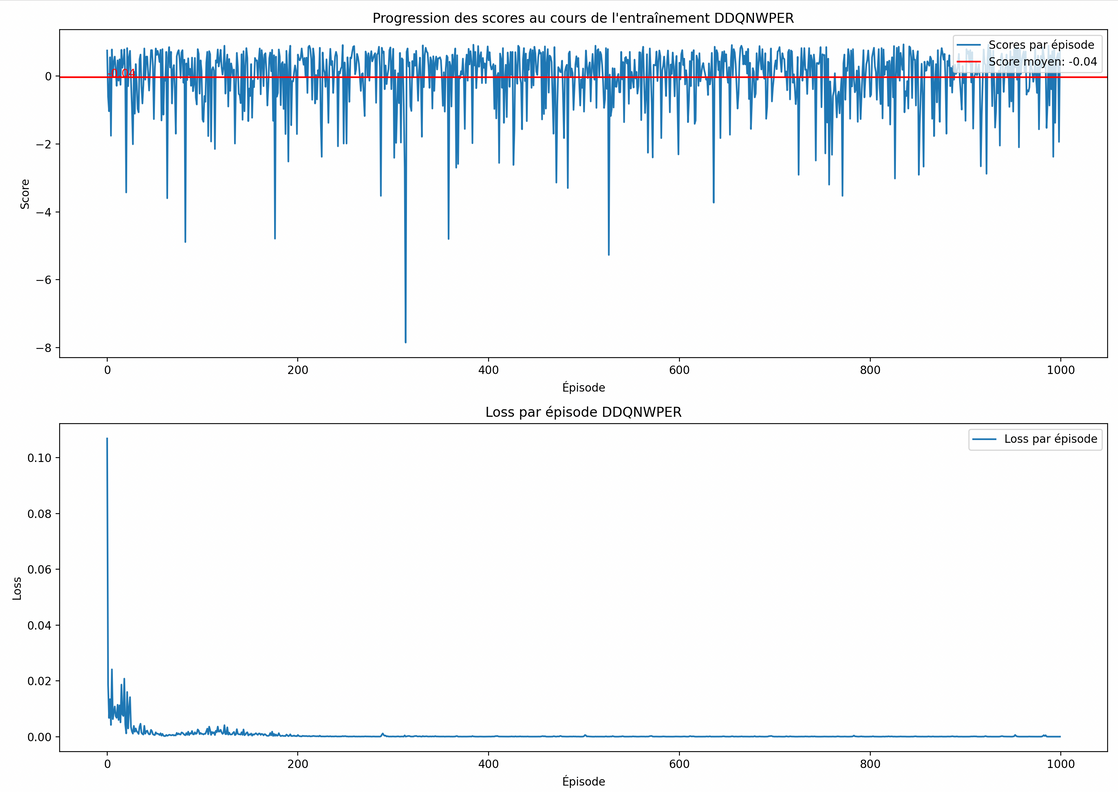 Progression des scores au cours de l'entraînement DDQNWPER
Scores par épisode
Score moyen: -0.04
-0.04
Score
0
−2
−4
−6
−8
0
200
400
600
800
1000
Épisode
Loss par épisode DDQNWPER
Loss par épisode
Loss
0.10
0.08
0.06
0.04
0.02
0.00
0
200
400
600
800
1000
Épisode